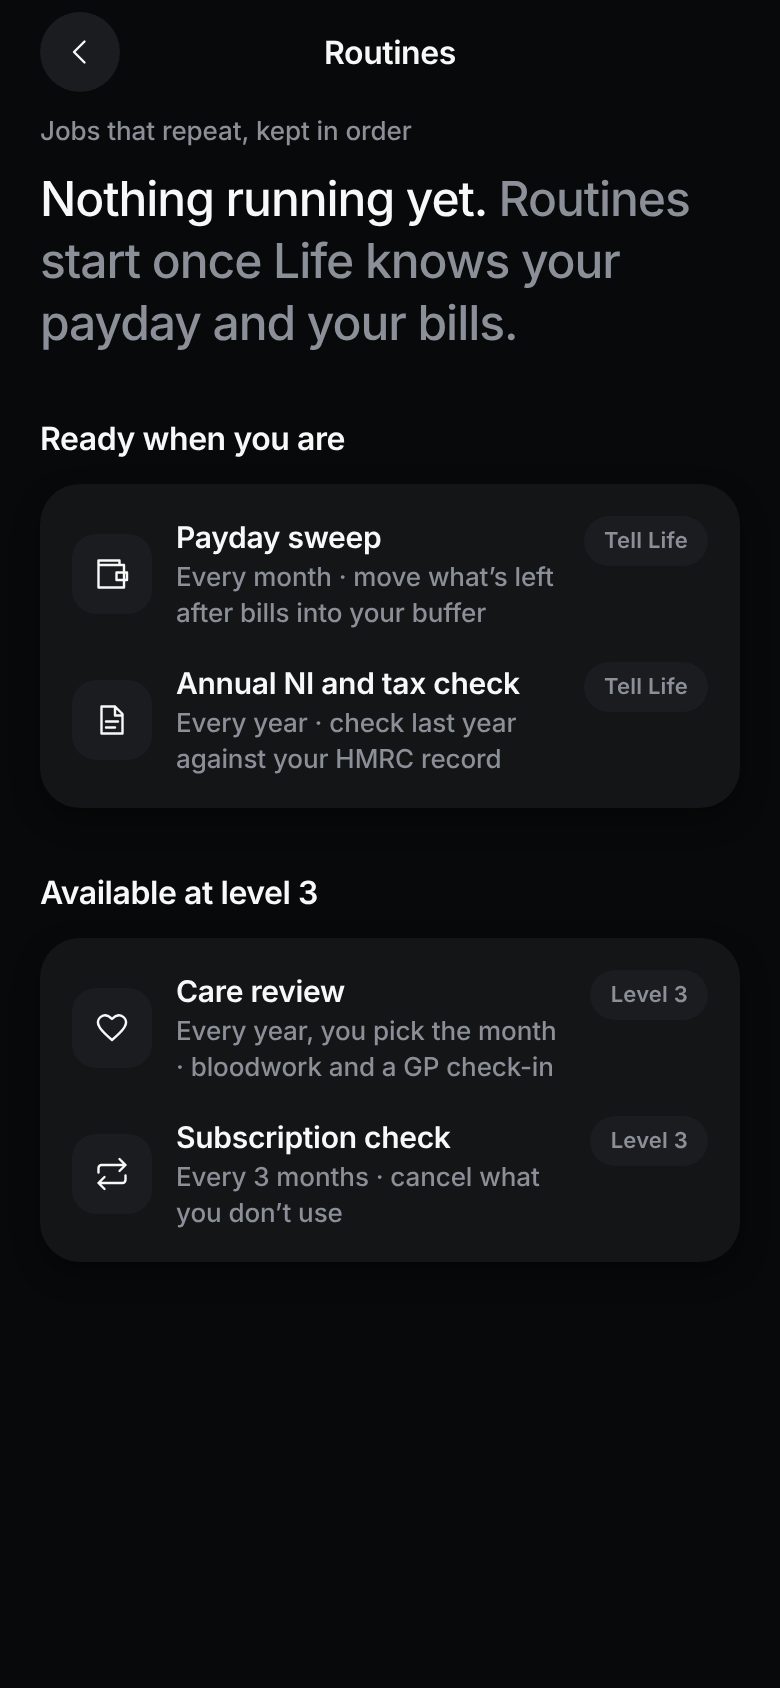 Routines
Jobs that repeat, kept in order
Nothing running yet. Routines
start once Life knows your
payday and your bills.
Ready when you are
Payday sweep
Tell Life
Every month · move what’s left
after bills into your buffer
Annual NI and tax check
Tell Life
Every year · check last year
against your HMRC record
Available at level 3
Care review
Level 3
Every year, you pick the month
· bloodwork and a GP check-in
Subscription check
Level 3
Every 3 months · cancel what
you don’t use